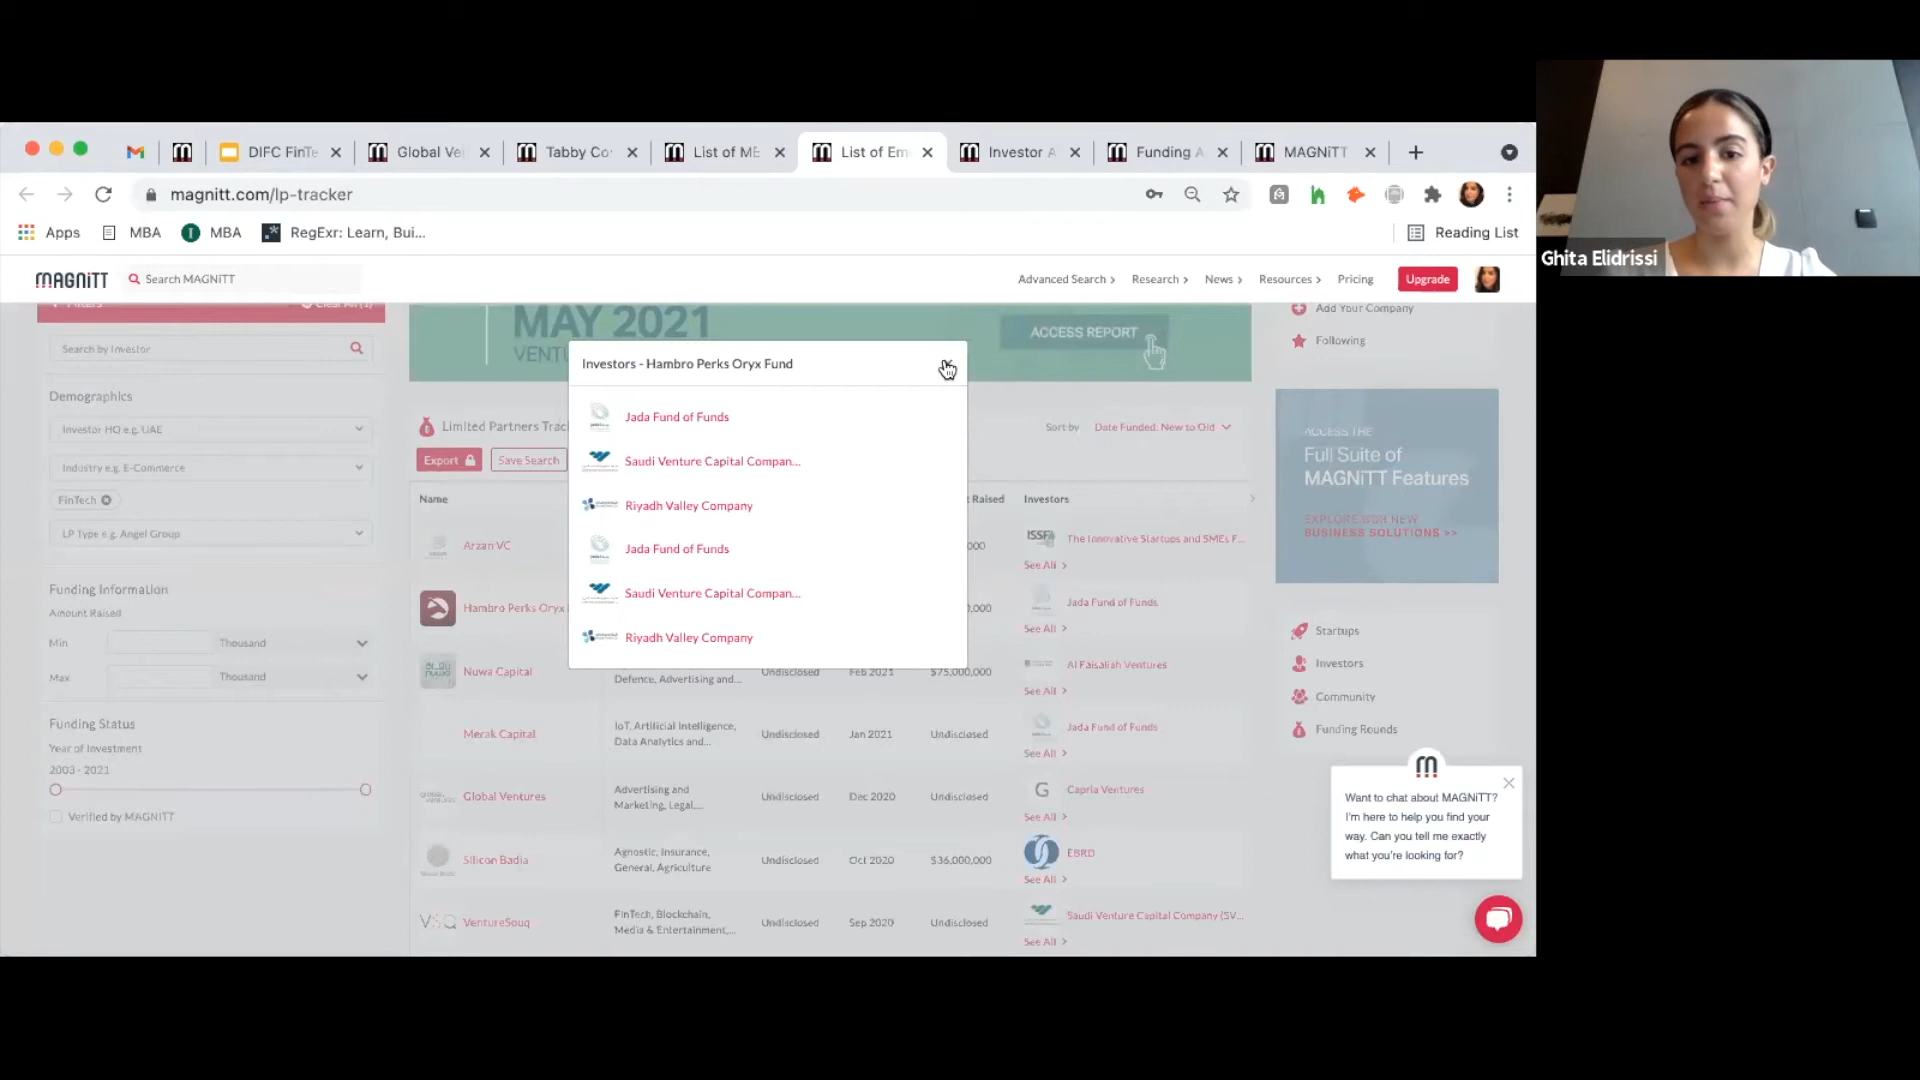 DIFC FinTe
Global Ve
Tabby Co
List of ME
List of Em
Investor A
Funding A
MAGNiTT
magnitt.com/lp-tracker
Apps
MBA
MBA
RegExr: Learn, Bui...
Reading List
MAGNiTT
Search MAGNiTT
Advanced Search
Research
News
Resources
Pricing
Upgrade
Ghita Elidrissi
Filters
Clear All (1)
Search by Investor
Demographics
Investor HQ e.g. UAE
Industry e.g. E-Commerce
FinTech
LP Type e.g. Angel Group
Funding Information
Amount Raised
Min
Thousand
Max
Thousand
Funding Status
Year of Investment
2003 - 2021
Verified by MAGNiTT
MAY 2021
ACCESS REPORT
Investors - Hambro Perks Oryx Fund
Jada Fund of Funds
Saudi Venture Capital Compan...
Riyadh Valley Company
Jada Fund of Funds
Saudi Venture Capital Compan...
Riyadh Valley Company
Limited Partners
Export
Save Search
Sort by
Date Funded: New to Old
Name
Raised
Investors
Arzan VC
000
ISSF
The Innovative Startups and SMEs F...
See All
Hambro Perks Oryx
,000
Jada Fund of Funds
See All
Nuwa Capital
Defence, Advertising and...
Undisclosed
Feb 2021
$75,000,000
Al Faisaliah Ventures
See All
Merak Capital
IoT, Artificial Intelligence,
Data Analytics and...
Undisclosed
Jan 2021
Undisclosed
Jada Fund of Funds
See All
Global Ventures
Advertising and
Marketing, Legal,...
Undisclosed
Dec 2020
Undisclosed
G
Capria Ventures
See All
Silicon Badia
Agnostic, Insurance,
General, Agriculture
Undisclosed
Oct 2020
$36,000,000
EBRD
See All
VSQ
VentureSouq
FinTech, Blockchain,
Media & Entertainment,...
Undisclosed
Sep 2020
Undisclosed
Saudi Venture Capital Company (SV...
See All
Add Your Company
Following
ACCESS THE
Full Suite of
MAGNiTT Features
EXPLORE OUR NEW
BUSINESS SOLUTIONS >>
Startups
Investors
Community
Funding Rounds
Want to chat about MAGNiTT?
I'm here to help you find your
way. Can you tell me exactly
what you're looking for?